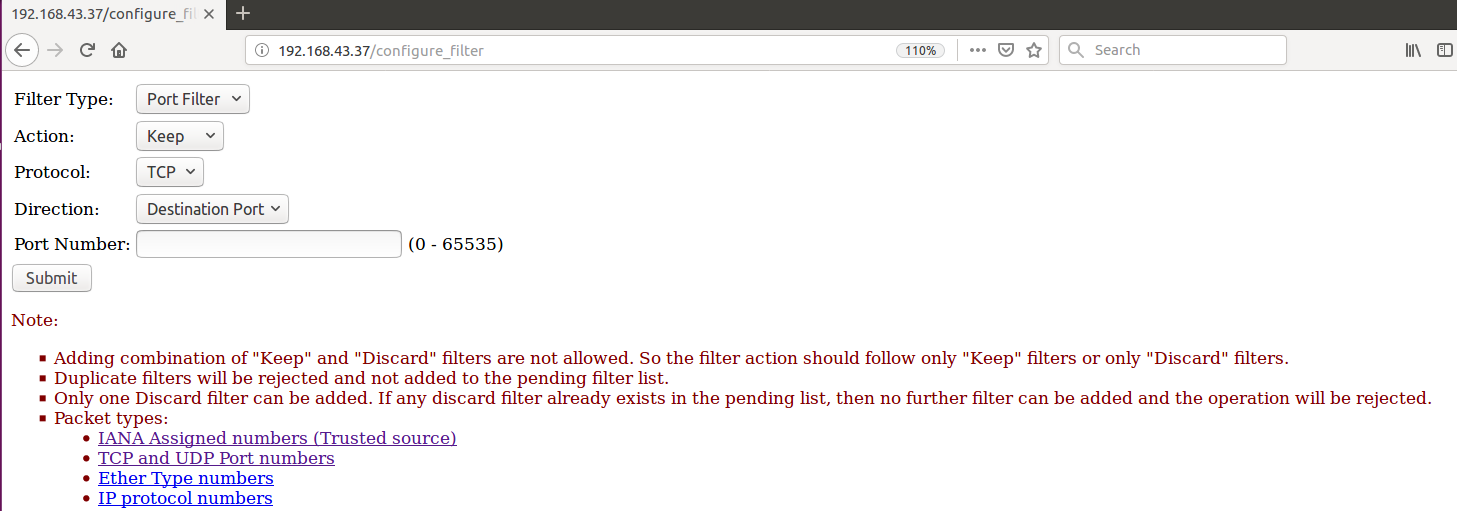 192.168.43.37/configure_fil
192.168.43.37/configure_filter 110% Search
Filter Type: Port Filter
Action: Keep
Protocol: TCP
Direction: Destination Port
Port Number: (0 - 65535)
Submit
Note:
Adding combination of "Keep" and "Discard" filters are not allowed. So the filter action should follow only "Keep" filters or only "Discard" filters.
Duplicate filters will be rejected and not added to the pending filter list.
Only one Discard filter can be added. If any discard filter already exists in the pending list, then no further filter can be added and the operation will be rejected.
Packet types:
IANA Assigned numbers (Trusted source)
TCP and UDP Port numbers
Ether Type numbers
IP protocol numbers